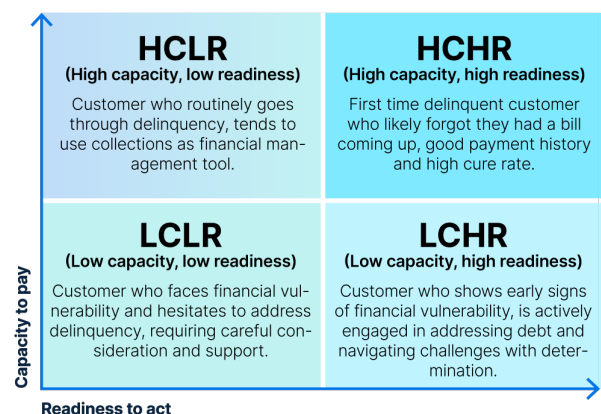 HCLR
(High capacity, low readiness)
Customer who routinely goes
through delinquency, tends to
use collections as financial man-
agement tool.
HCHR
(High capacity, high readiness)
First time delinquent customer
who likely forgot they had a bill
coming up, good payment history
and high cure rate.
LCLR
(Low capacity, low readiness)
Customer who faces financial vul-
nerability and hesitates to address
delinquency, requiring careful con-
sideration and support.
LCHR
(Low capacity, high readiness)
Customer who shows early signs
of financial vulnerability, is actively
engaged in addressing debt and
navigating challenges with deter-
mination.
Capacity to pay
Readiness to act